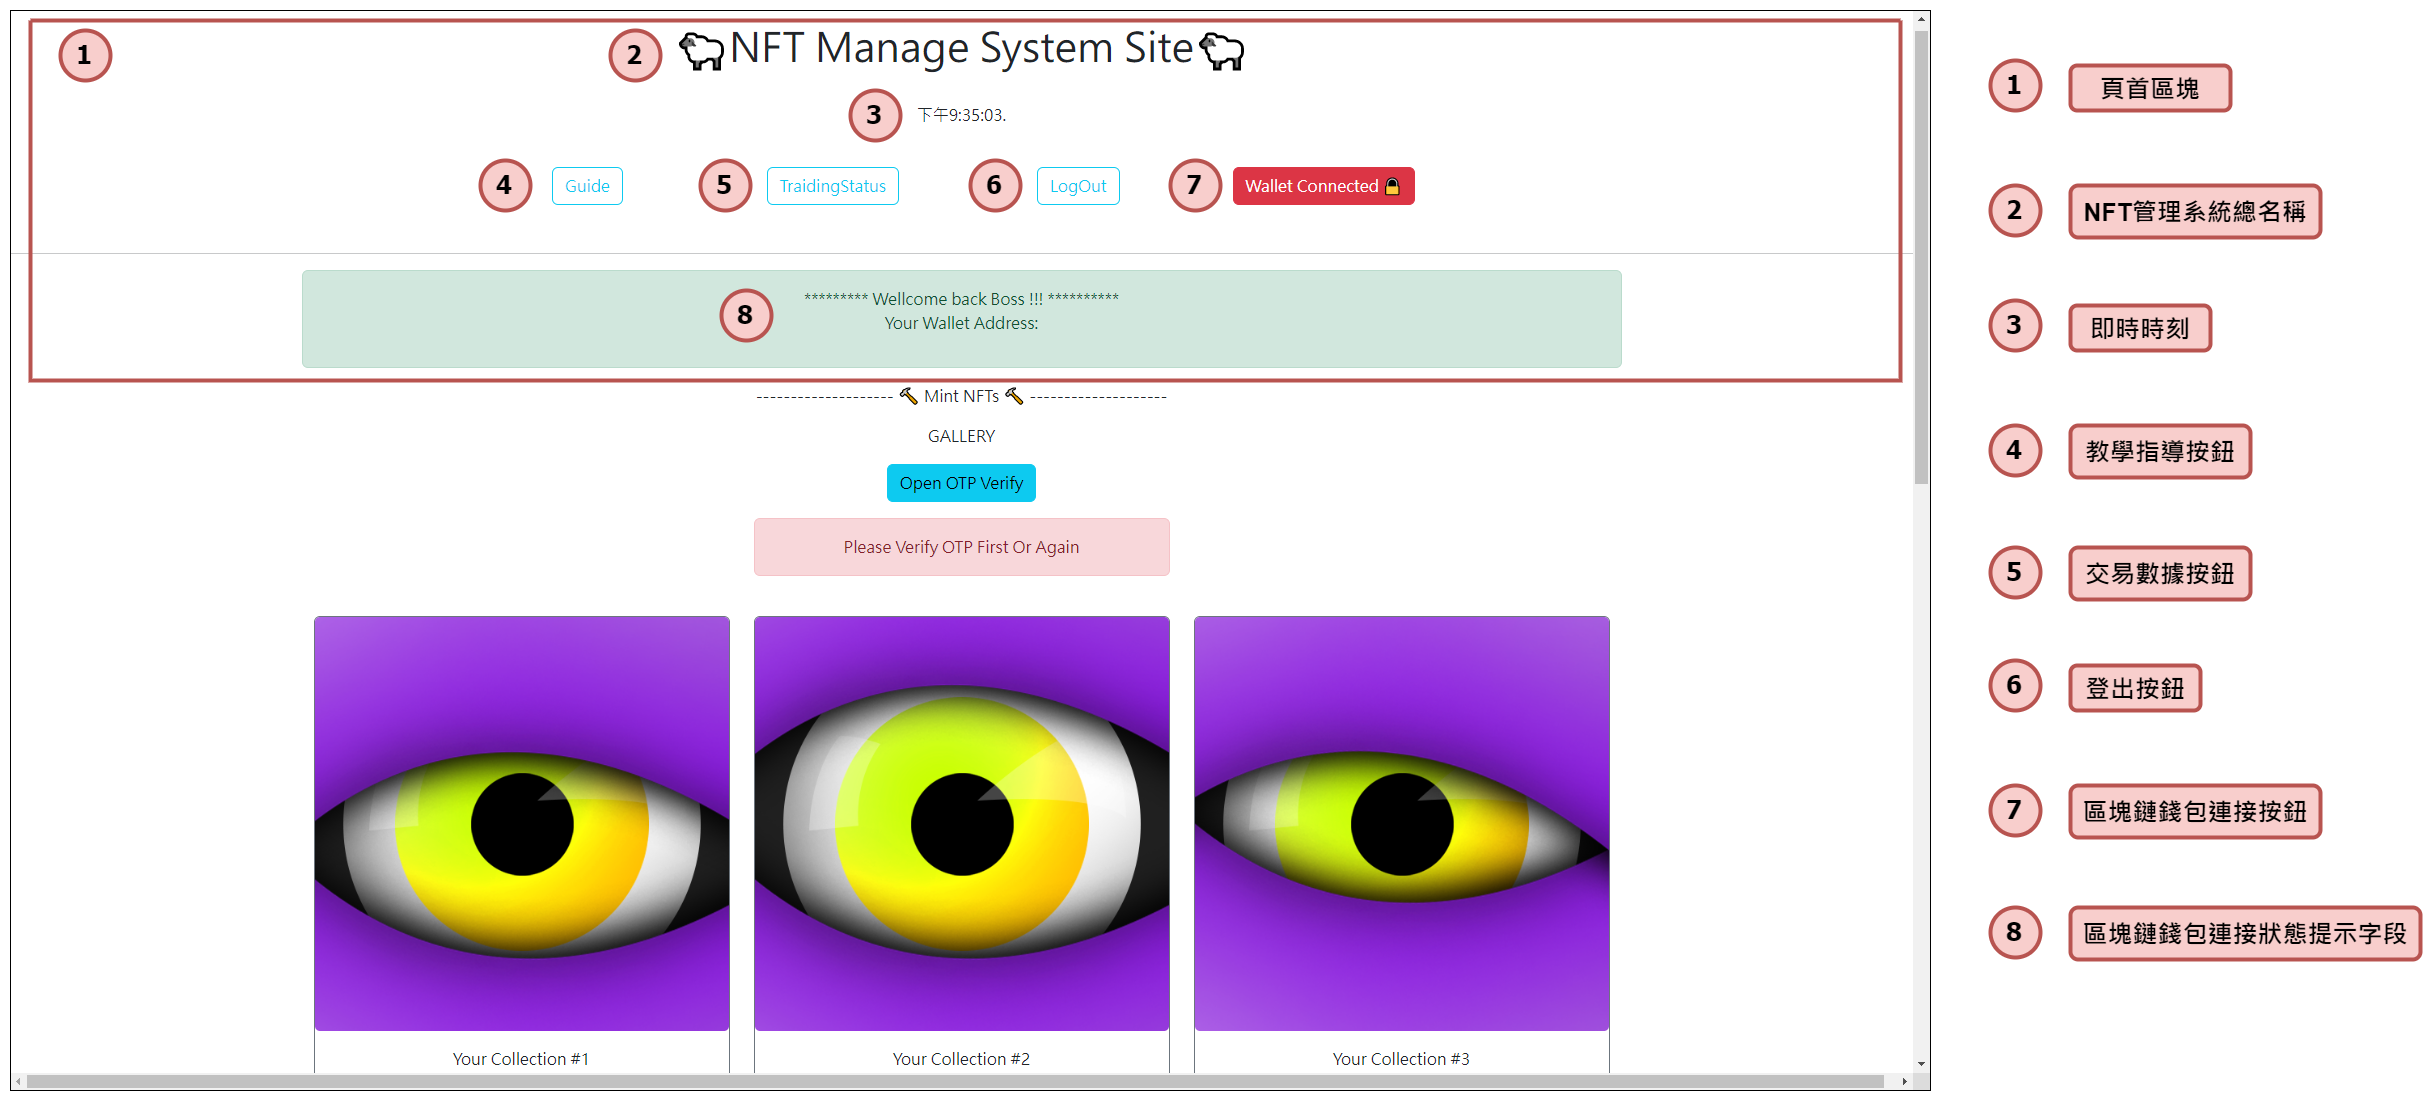 1
2
🐑NFT Manage System Site🐑
3
下午9:35:03.
4
Guide
5
TraidingStatus
6
LogOut
7
Wallet Connected 🔒
8
********* Wellcome back Boss !!! **********
Your Wallet Address:
-------------------- 🔨 Mint NFTs 🔨 --------------------
GALLERY
Open OTP Verify
Please Verify OTP First Or Again
Your Collection #1
Your Collection #2
Your Collection #3
1
頁首區塊
2
NFT管理系統總名稱
3
即時時刻
4
教學指導按鈕
5
交易數據按鈕
6
登出按鈕
7
區塊鏈錢包連接按鈕
8
區塊鏈錢包連接狀態提示字段